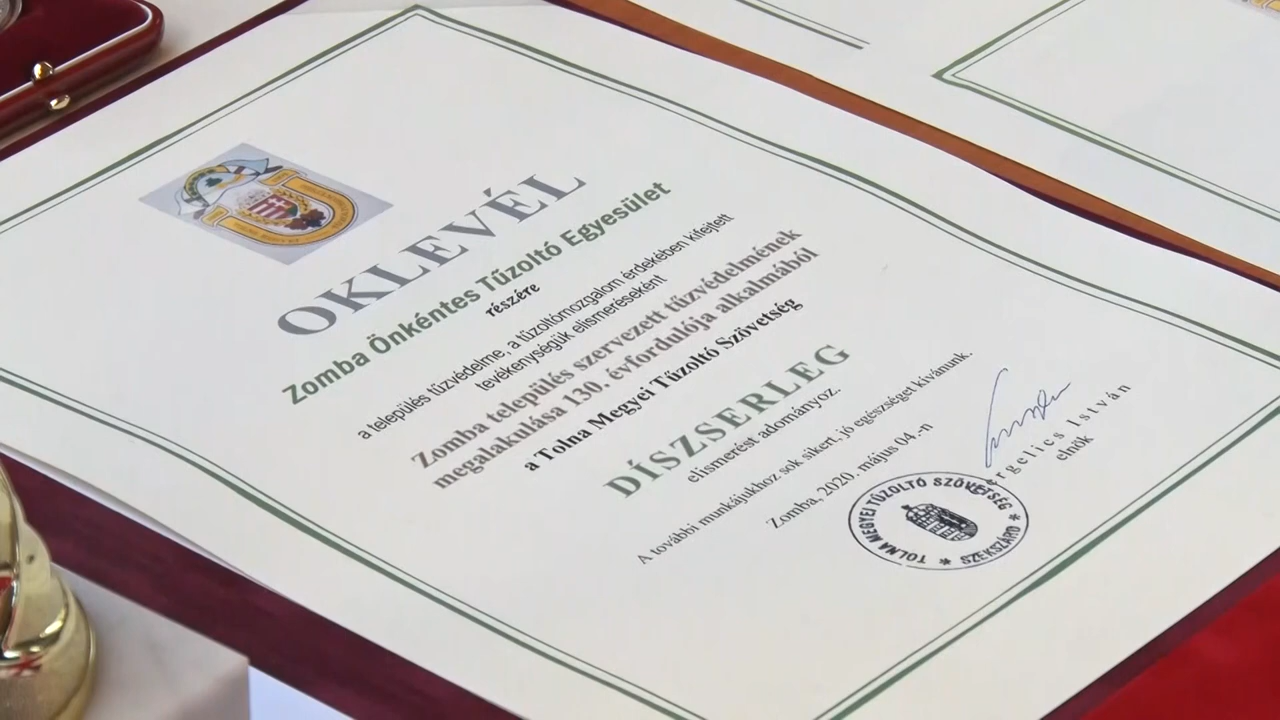 OKLEVÉL
Zomba Önkéntes Tűzoltó Egyesület
részére
a település tűzvédelme, a tűzoltómozgalom érdekében kifejtett
tevékenységük elismeréseként
Zomba település szervezett tűzvédelmének
megalakulása 130. évfordulója alkalmából
a Tolna Megyei Tűzoltó Szövetség
DÍSZSERLEG
elismerést adományoz.
A további munkájukhoz sok sikert, jó egészséget kívánunk.
Zomba, 2020. május 04.-n
rgelics István
elnök
TOLNA MEGYEI TŰZOLTÓ SZÖVETSÉG
* SZEKSZÁRD *